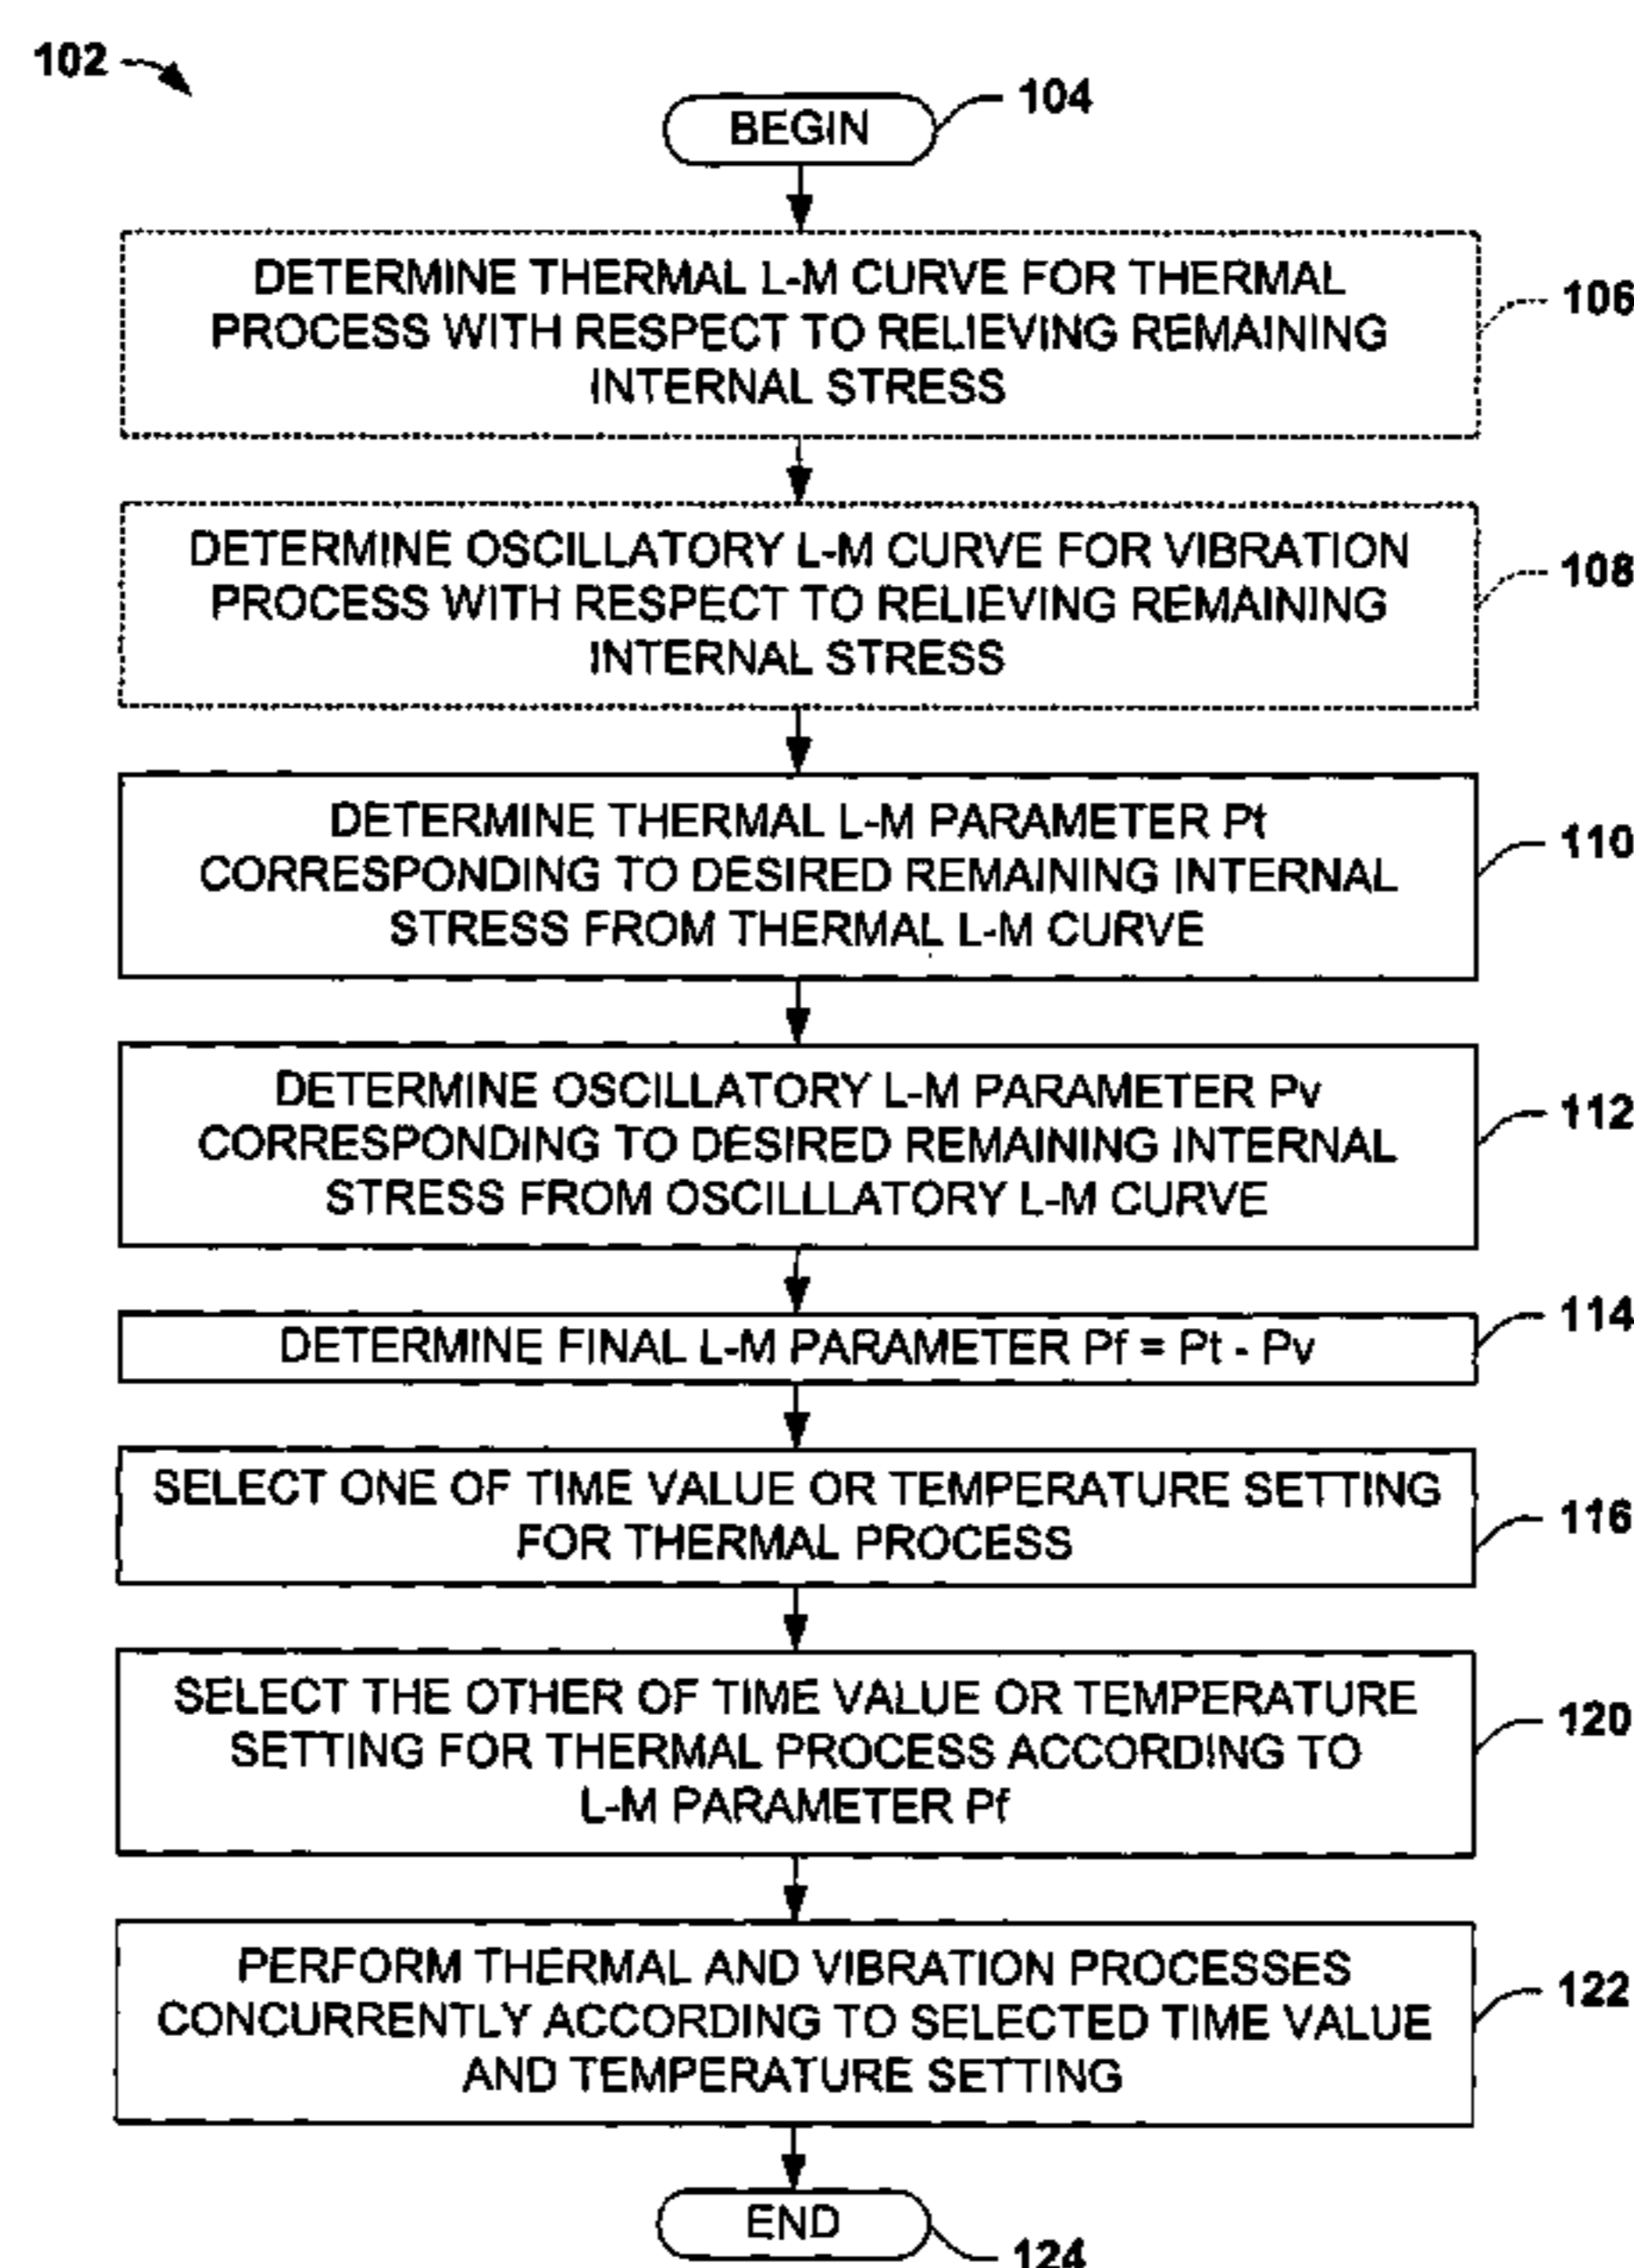 102
BEGIN
104
DETERMINE THERMAL L-M CURVE FOR THERMAL
PROCESS WITH RESPECT TO RELIEVING REMAINING
INTERNAL STRESS
106
DETERMINE OSCILLATORY L-M CURVE FOR VIBRATION
PROCESS WITH RESPECT TO RELIEVING REMAINING
INTERNAL STRESS
108
DETERMINE THERMAL L-M PARAMETER Pt
CORRESPONDING TO DESIRED REMAINING INTERNAL
STRESS FROM THERMAL L-M CURVE
110
DETERMINE OSCILLATORY L-M PARAMETER Pv
CORRESPONDING TO DESIRED REMAINING INTERNAL
STRESS FROM OSCILLLATORY L-M CURVE
112
DETERMINE FINAL L-M PARAMETER Pf = Pt - Pv
114
SELECT ONE OF TIME VALUE OR TEMPERATURE SETTING
FOR THERMAL PROCESS
116
SELECT THE OTHER OF TIME VALUE OR TEMPERATURE
SETTING FOR THERMAL PROCESS ACCORDING TO
L-M PARAMETER Pf
120
PERFORM THERMAL AND VIBRATION PROCESSES
CONCURRENTLY ACCORDING TO SELECTED TIME VALUE
AND TEMPERATURE SETTING
122
END
124